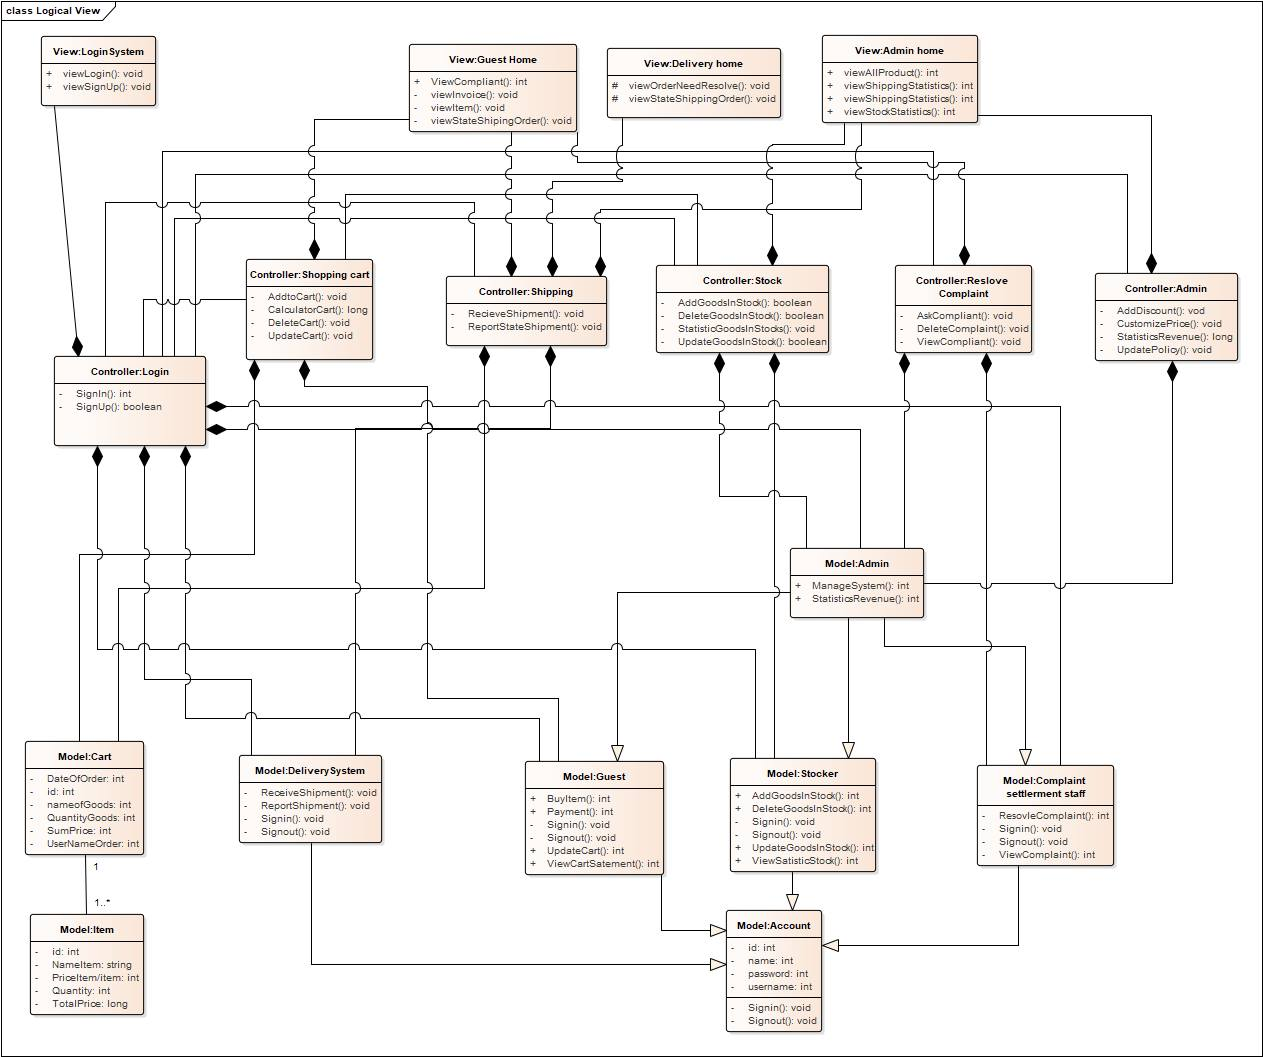 class Logical View
View:LoginSystem
+ viewLogin(): void
+ viewSignUp(): void
View:Guest Home
+ ViewCompliant(): int
- viewInvoice(): void
- viewItem(): void
- viewStateShipingOrder(): void
View:Delivery home
# viewOrderNeedResolve(): void
# viewStateShippingOrder(): void
View:Admin home
+ viewAllProduct(): int
+ viewShippingStatistics(): int
+ viewShippingStatistics(): int
+ viewStockStatistics(): int
Controller:Shopping cart
- AddtoCart(): void
- CalculatorCart(): long
- DeleteCart(): void
- UpdateCart(): void
Controller:Shipping
- RecieveShipment(): void
- ReportStateShipment(): void
Controller:Stock
- AddGoodsInStock(): boolean
- DeleteGoodsInStock(): boolean
- StatisticGoodsInStocks(): void
- UpdateGoodsInStock(): boolean
Controller:Reslove
Complaint
- AskCompliant(): void
- DeleteComplaint(): void
- ViewCompliant(): void
Controller:Admin
- AddDiscount(): vod
- CustomizePrice(): void
- StatisticsRevenue(): long
- UpdatePolicy(): void
Controller:Login
- SignIn(): int
- SignUp(): boolean
Model:Admin
+ ManageSystem(): int
+ StatisticsRevenue(): int
Model:Cart
- DateOfOrder: int
- id: int
- nameofGoods: int
- QuantityGoods: int
- SumPrice: int
- UserNameOrder: int
Model:DeliverySystem
- ReceiveShipment(): void
- ReportShipment(): void
- Signin(): void
- Signout(): void
Model:Guest
+ BuyItem(): int
+ Payment(): int
- Signin(): void
- Signout(): void
+ UpdateCart(): int
+ ViewCartSatement(): int
Model:Stocker
+ AddGoodsInStock(): int
+ DeleteGoodsInStock(): int
- Signin(): void
- Signout(): void
+ UpdateGoodsInStock(): int
+ ViewSatisticStock(): int
Model:Complaint
settlerment staff
- ResovleComplaint(): int
- Signin(): void
- Signout(): void
- ViewComplaint(): int
1
1..*
Model:Item
- id: int
- NameItem: string
- PriceItem/item: int
- Quantity: int
- TotalPrice: long
Model:Account
- id: int
- name: int
- password: int
- username: int
- Signin(): void
- Signout(): void